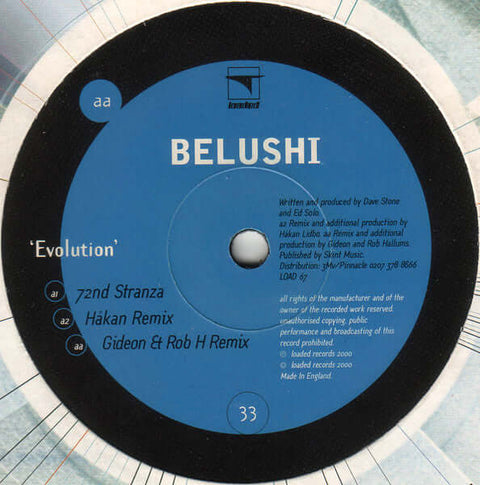 aa
loaded
BELUSHI
Written and produced by Dave Stone
and Ed Solo.
a2 Remix and additional production by
Håkan Lidbo. aa Remix and additional
production by Gideon and Rob Hallums.
Published by Skint Music.
Distribution: 3Mv/Pinnacle 0207 378 8666
LOAD 67
'Evolution'
a1 72nd Stranza
a2 Håkan Remix
aa Gideon & Rob H Remix
all rights of the manufacturer and of the
owner of the recorded work reserved.
unauthorised copying, public
performance and broadcasting of this
record prohibited.
℗ loaded records 2000
© loaded records 2000
Made In England.
33